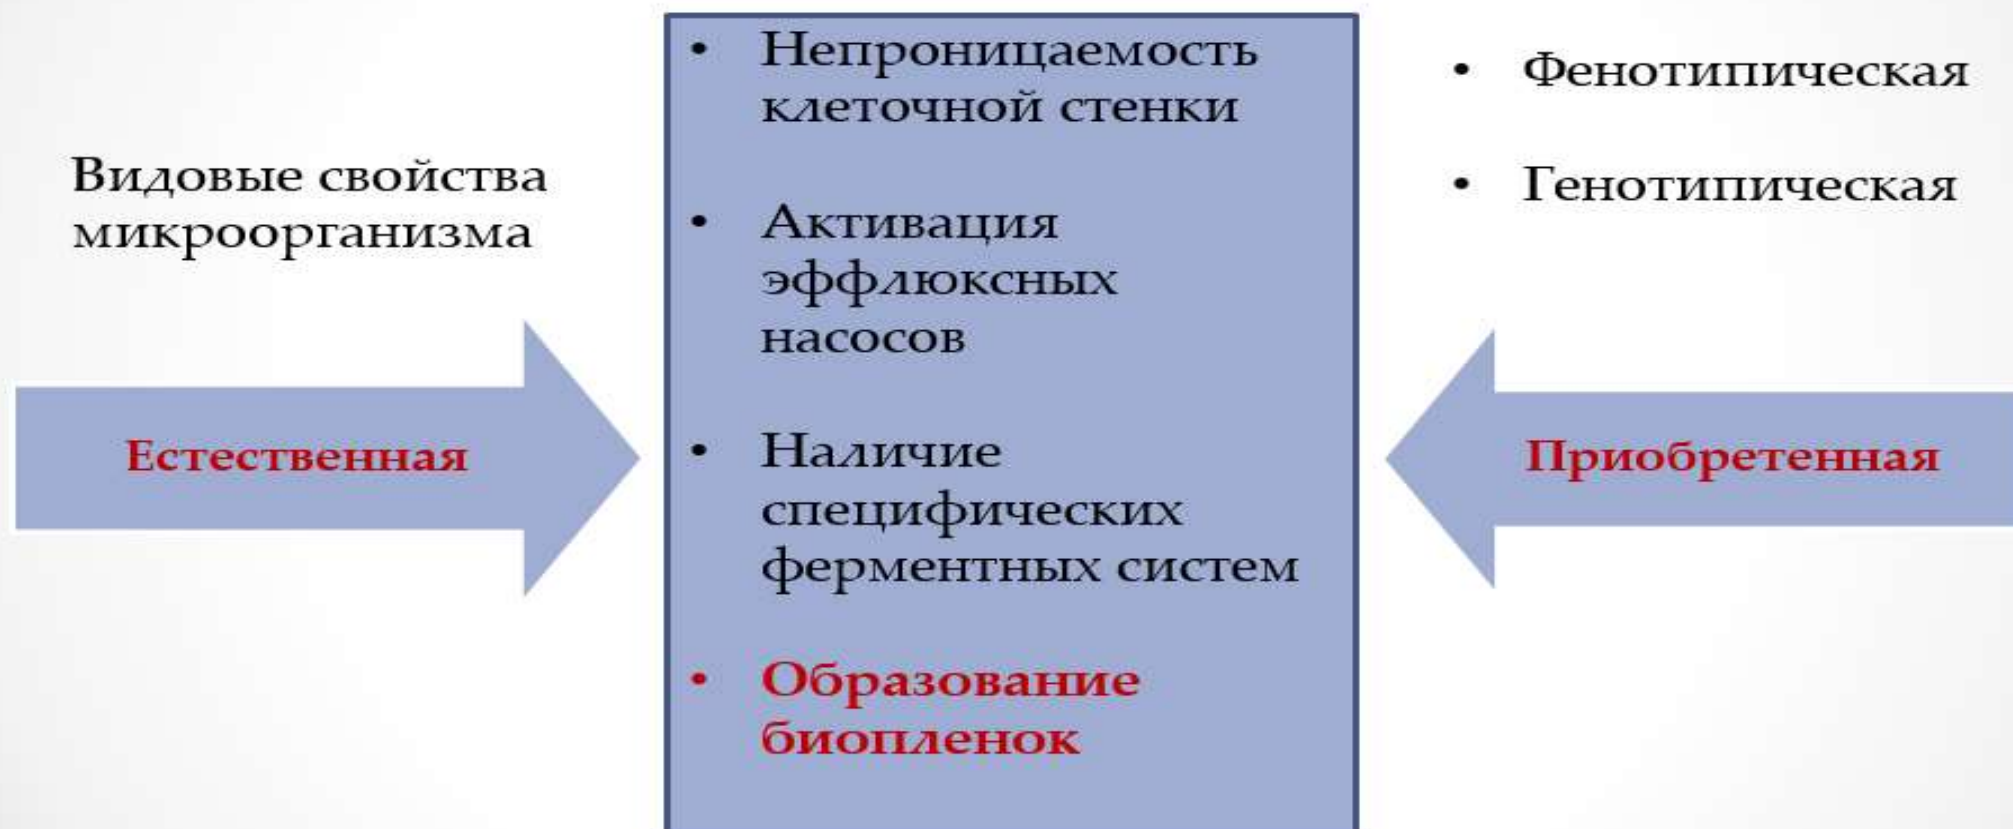 Видовые свойства
микроорганизма
Естественная
• Непроницаемость
клеточной стенки
• Активация
эффлюксных
насосов
• Наличие
специфических
ферментных систем
• Образование
биопленок
• Фенотипическая
• Генотипическая
Приобретенная